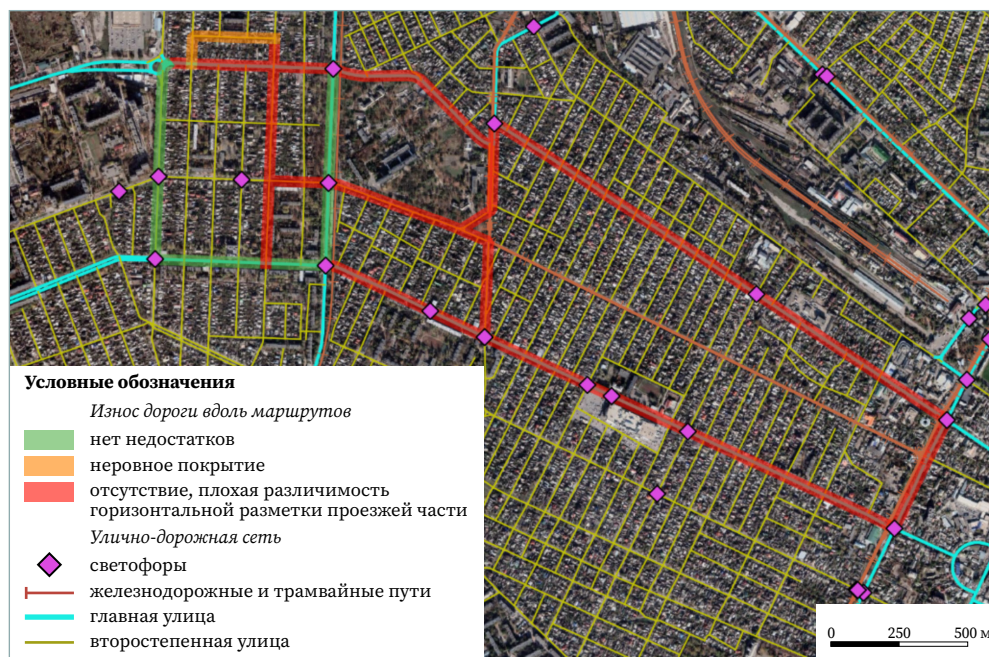 Условные обозначения
Износ дороги вдоль маршрутов
нет недостатков
неровное покрытие
отсутствие, плохая различимость
горизонтальной разметки проезжей части
Улично-дорожная сеть
светофоры
железнодорожные и трамвайные пути
главная улица
второстепенная улица
0 250 500 м